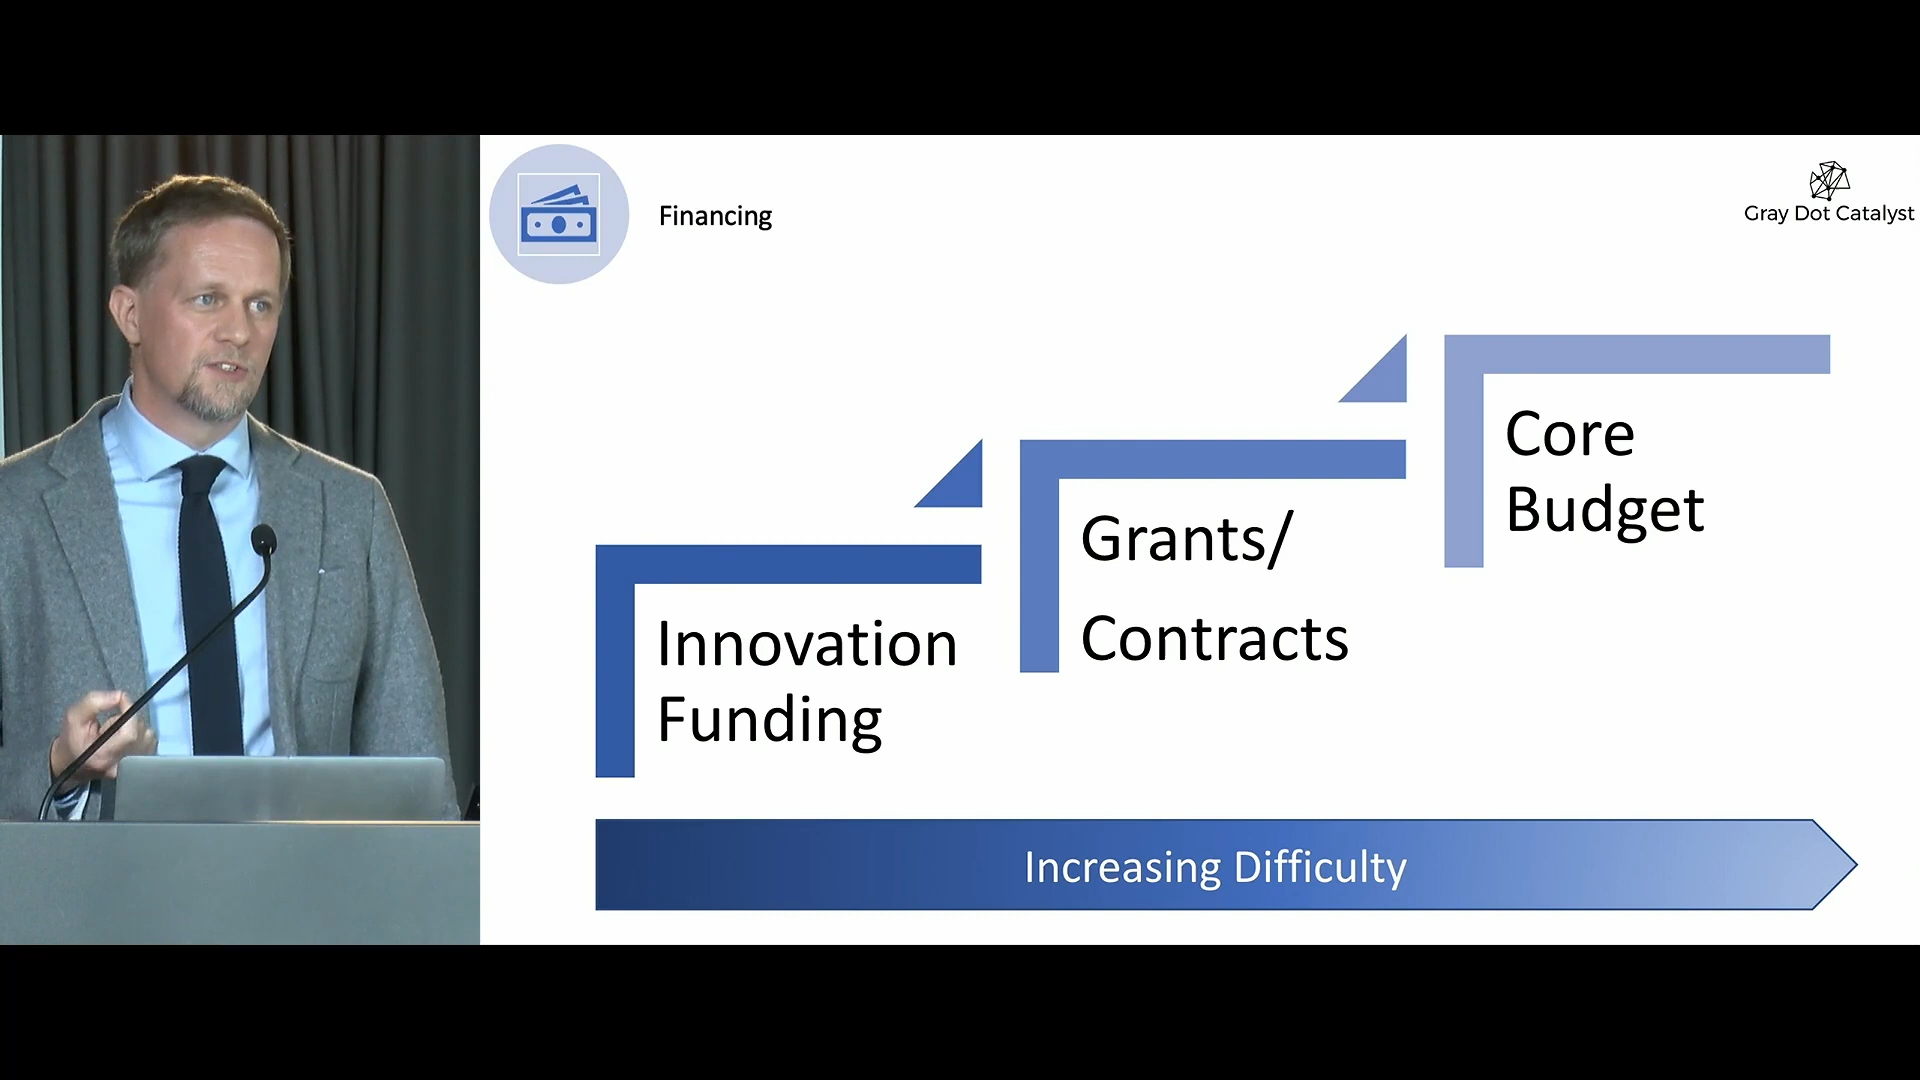 Financing
Gray Dot Catalyst
Innovation
Funding
Grants/
Contracts
Core
Budget
Increasing Difficulty